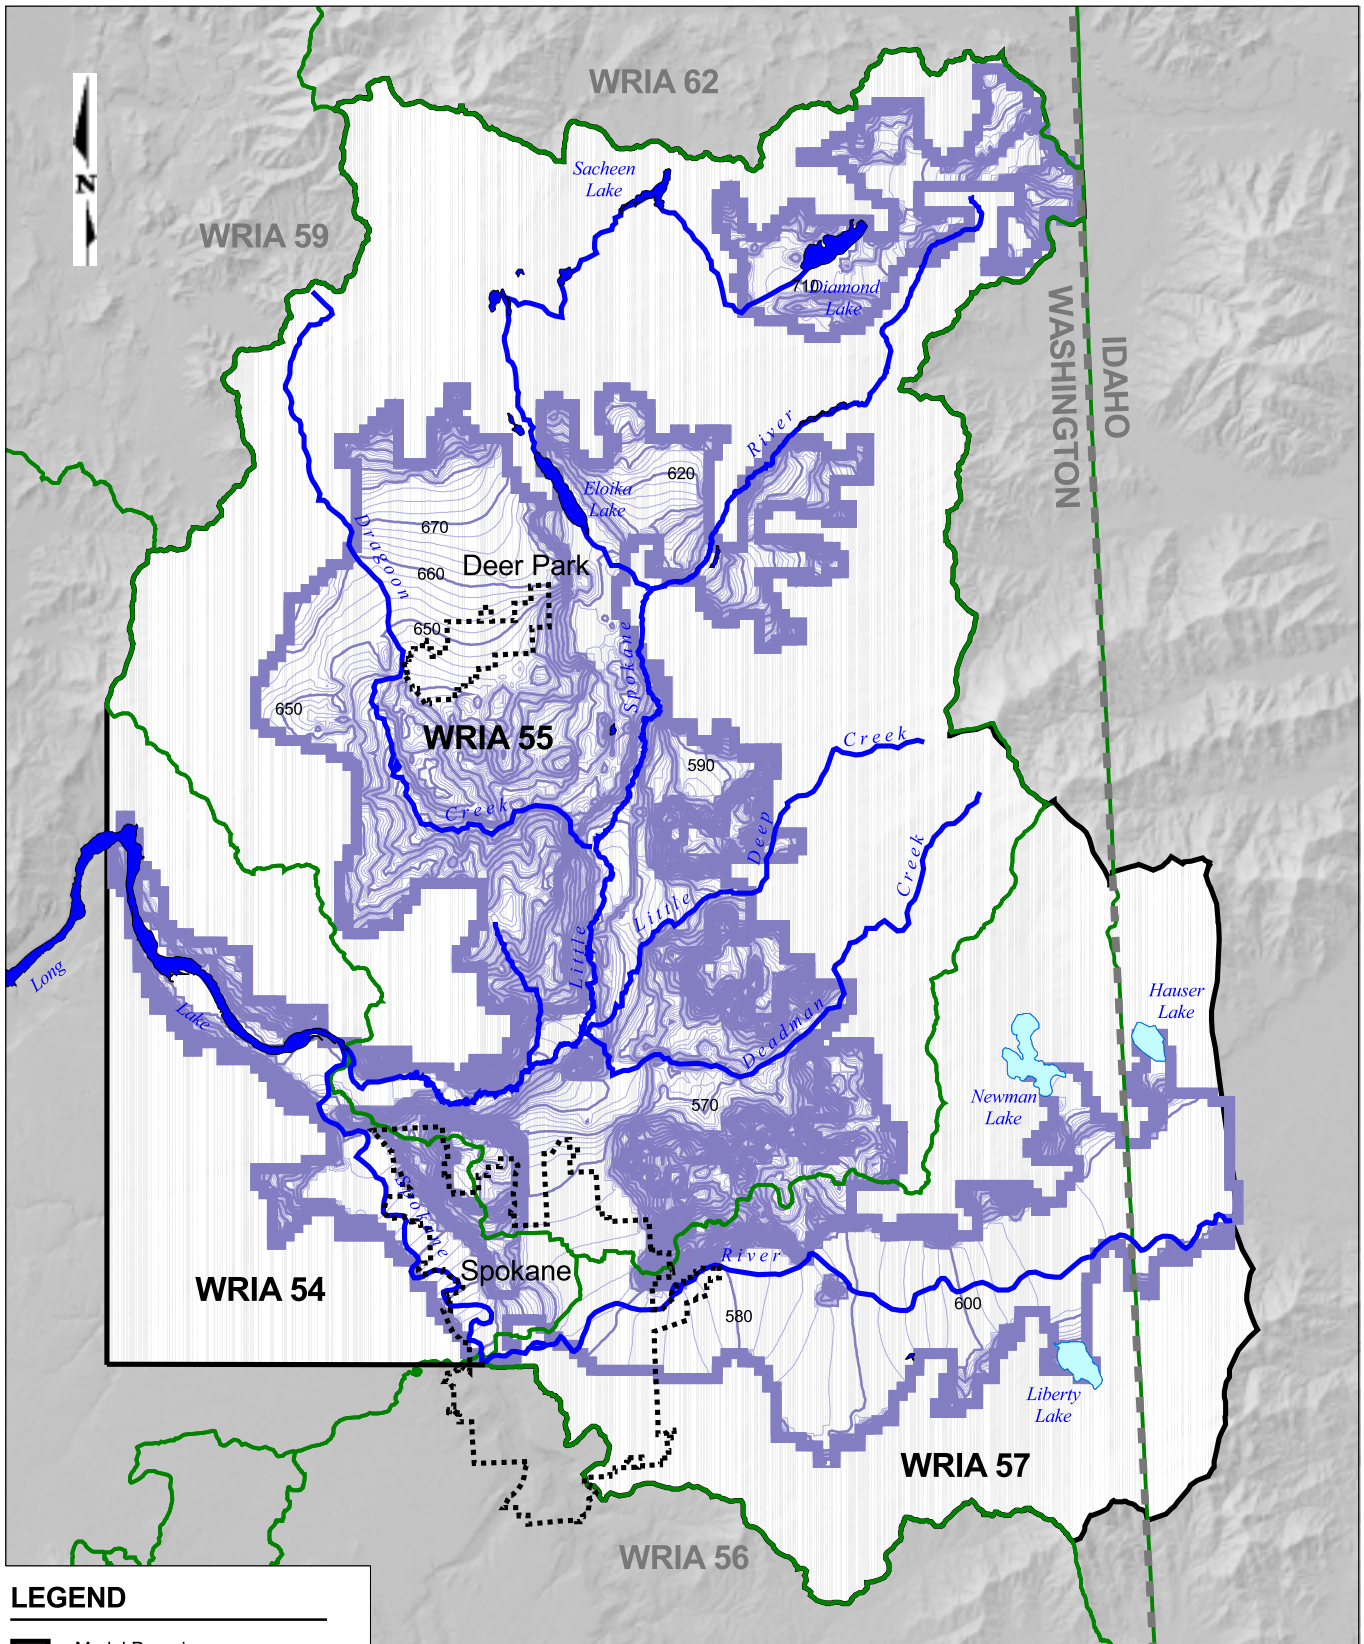 WRIA 62
Sacheen
Lake
N
WRIA 59
710
Diamond
Lake
WASHINGTON
IDAHO
River
620
Eloika
Lake
670
Dragoon
Deer Park
660
650
Spokane
650
WRIA 55
Creek
590
Creek
Deep
Creek
Little
Little
Long
Lake
Hauser
Lake
Deadman
Newman
Lake
570
Spokane
River
Spokane
WRIA 54
600
580
Liberty
Lake
WRIA 57
WRIA 56
LEGEND